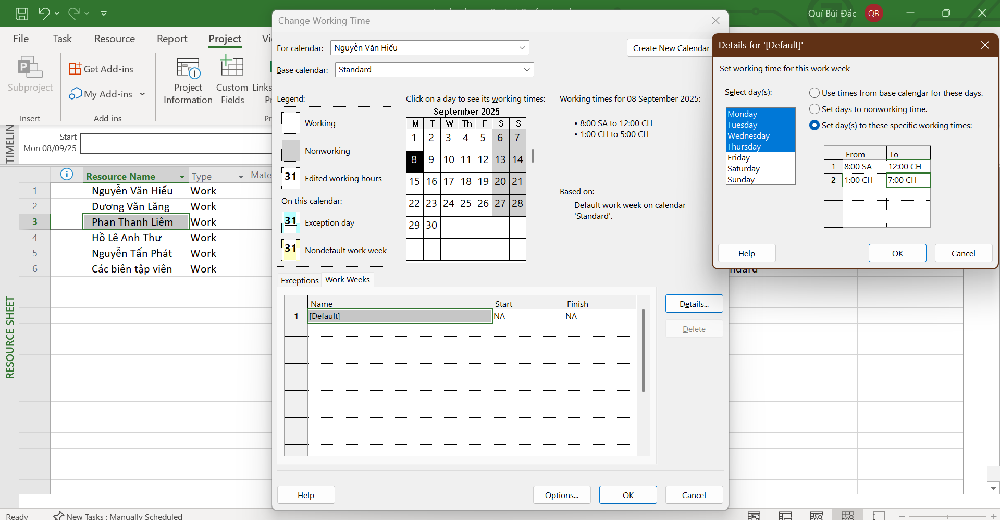 Quí Bùi Đắc
QB
File
Task
Resource
Report
Project
Subproject
Insert
Get Add-ins
My Add-ins
Add-ins
Project
Information
Custom
Fields
Links
TIMELIN
Start
Mon 08/09/25
RESOURCE SHEET
Resource Name
Type
Mate
1 Nguyễn Văn Hiếu Work
2 Dương Văn Lăng Work
3 Phan Thanh Liêm Work
4 Hồ Lê Anh Thư Work
5 Nguyễn Tấn Phát Work
6 Các biên tập viên Work
Ready
New Tasks : Manually Scheduled
Change Working Time
For calendar: Nguyễn Văn Hiếu
Create New Calendar
Base calendar: Standard
Legend:
Working
Nonworking
31 Edited working hours
On this calendar:
31 Exception day
31 Nondefault work week
Click on a day to see its working times:
September 2025
M T W Th F S S
1 2 3 4 5 6 7
8 9 10 11 12 13 14
15 16 17 18 19 20 21
22 23 24 25 26 27 28
29 30
Working times for 08 September 2025:
• 8:00 SA to 12:00 CH
• 1:00 CH to 5:00 CH
Based on:
Default work week on calendar
'Standard'.
Exceptions
Work Weeks
Name Start Finish
1 [Default] NA NA
Details...
Delete
Help
Options...
OK
Cancel
Details for '[Default]'
Set working time for this work week
Select day(s):
Monday
Tuesday
Wednesday
Thursday
Friday
Saturday
Sunday
Use times from base calendar for these days.
Set days to nonworking time.
Set day(s) to these specific working times:
From To
1 8:00 SA 12:00 CH
2 1:00 CH 7:00 CH
Help
OK
Cancel